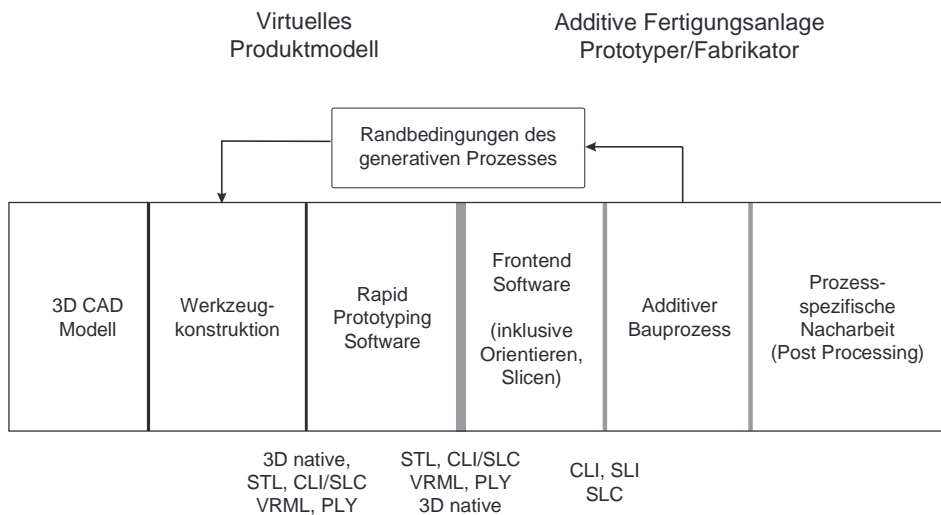 Virtuelles
Produktmodell
Additive Fertigungsanlage
Prototyper/Fabrikator
Randbedingungen des
generativen Prozesses
3D CAD
Modell
Werkzeug-
konstruktion
Rapid
Prototyping
Software
Frontend
Software
(inklusive
Orientieren,
Slicen)
Additiver
Bauprozess
Prozess-
spezifische
Nacharbeit
(Post Processing)
3D native,
STL, CLI/SLC
VRML, PLY
STL, CLI/SLC
VRML, PLY
3D native
CLI, SLI
SLC